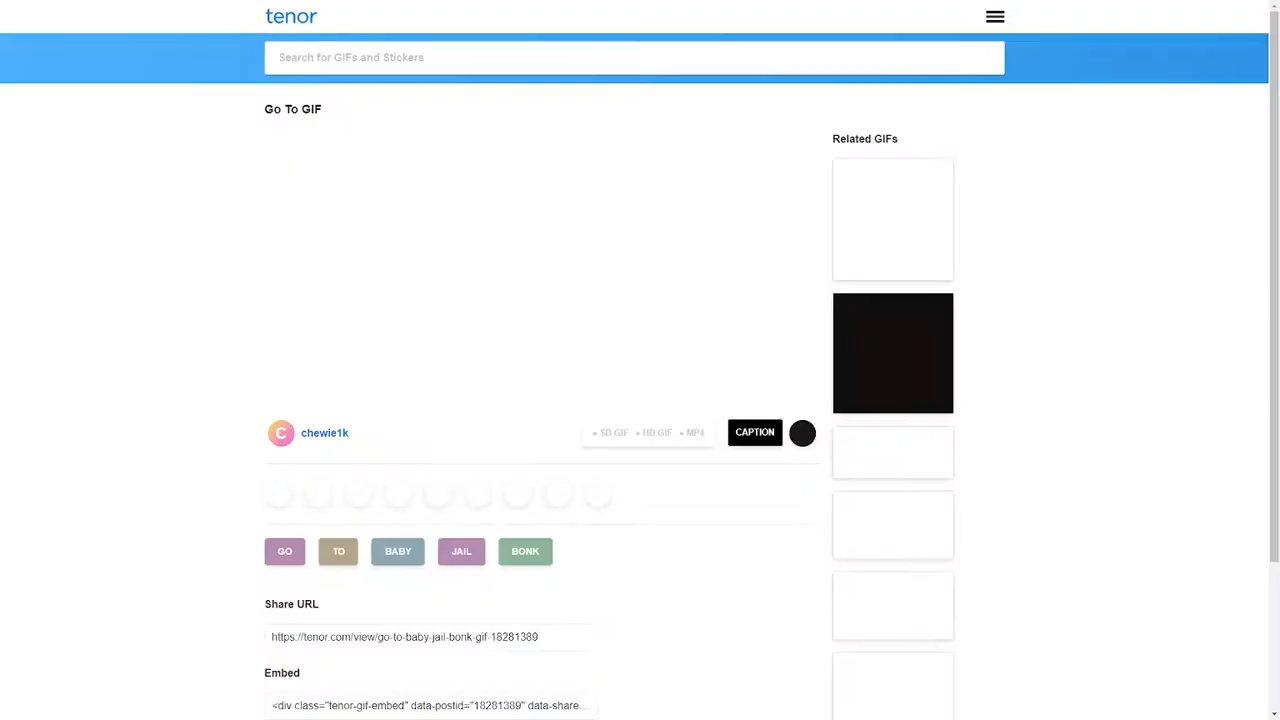 tenor
Search for GIFs and Stickers
Go To GIF
Related GIFs
C chewie1k
● SD GIF ● HD GIF ● MP4
CAPTION
GO TO BABY JAIL BONK
Share URL
https://tenor.com/view/go-to-baby-jail-bonk-gif-18281389
Embed
<div class="tenor-gif-embed" data-postid="18281389" data-share...